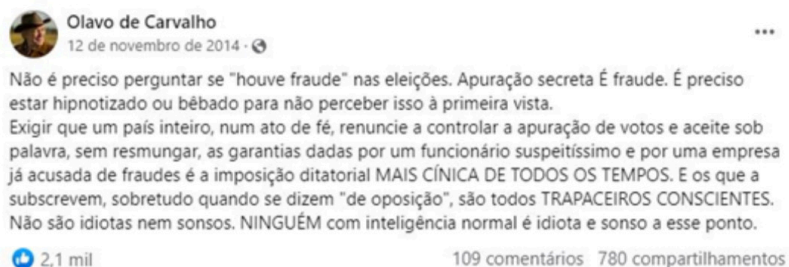 Olavo de Carvalho
12 de novembro de 2014 ·
Não é preciso perguntar se "houve fraude" nas eleições. Apuração secreta É fraude. É preciso
estar hipnotizado ou bêbado para não perceber isso à primeira vista.
Exigir que um país inteiro, num ato de fé, renuncie a controlar a apuração de votos e aceite sob
palavra, sem resmungar, as garantias dadas por um funcionário suspeitíssimo e por uma empresa
já acusada de fraudes é a imposição ditatorial MAIS CÍNICA DE TODOS OS TEMPOS. E os que a
subscrevem, sobretudo quando se dizem "de oposição", são todos TRAPACEIROS CONSCIENTES.
Não são idiotas nem sonsos. NINGUÉM com inteligência normal é idiota e sonso a esse ponto.
2,1 mil 109 comentários 780 compartilhamentos